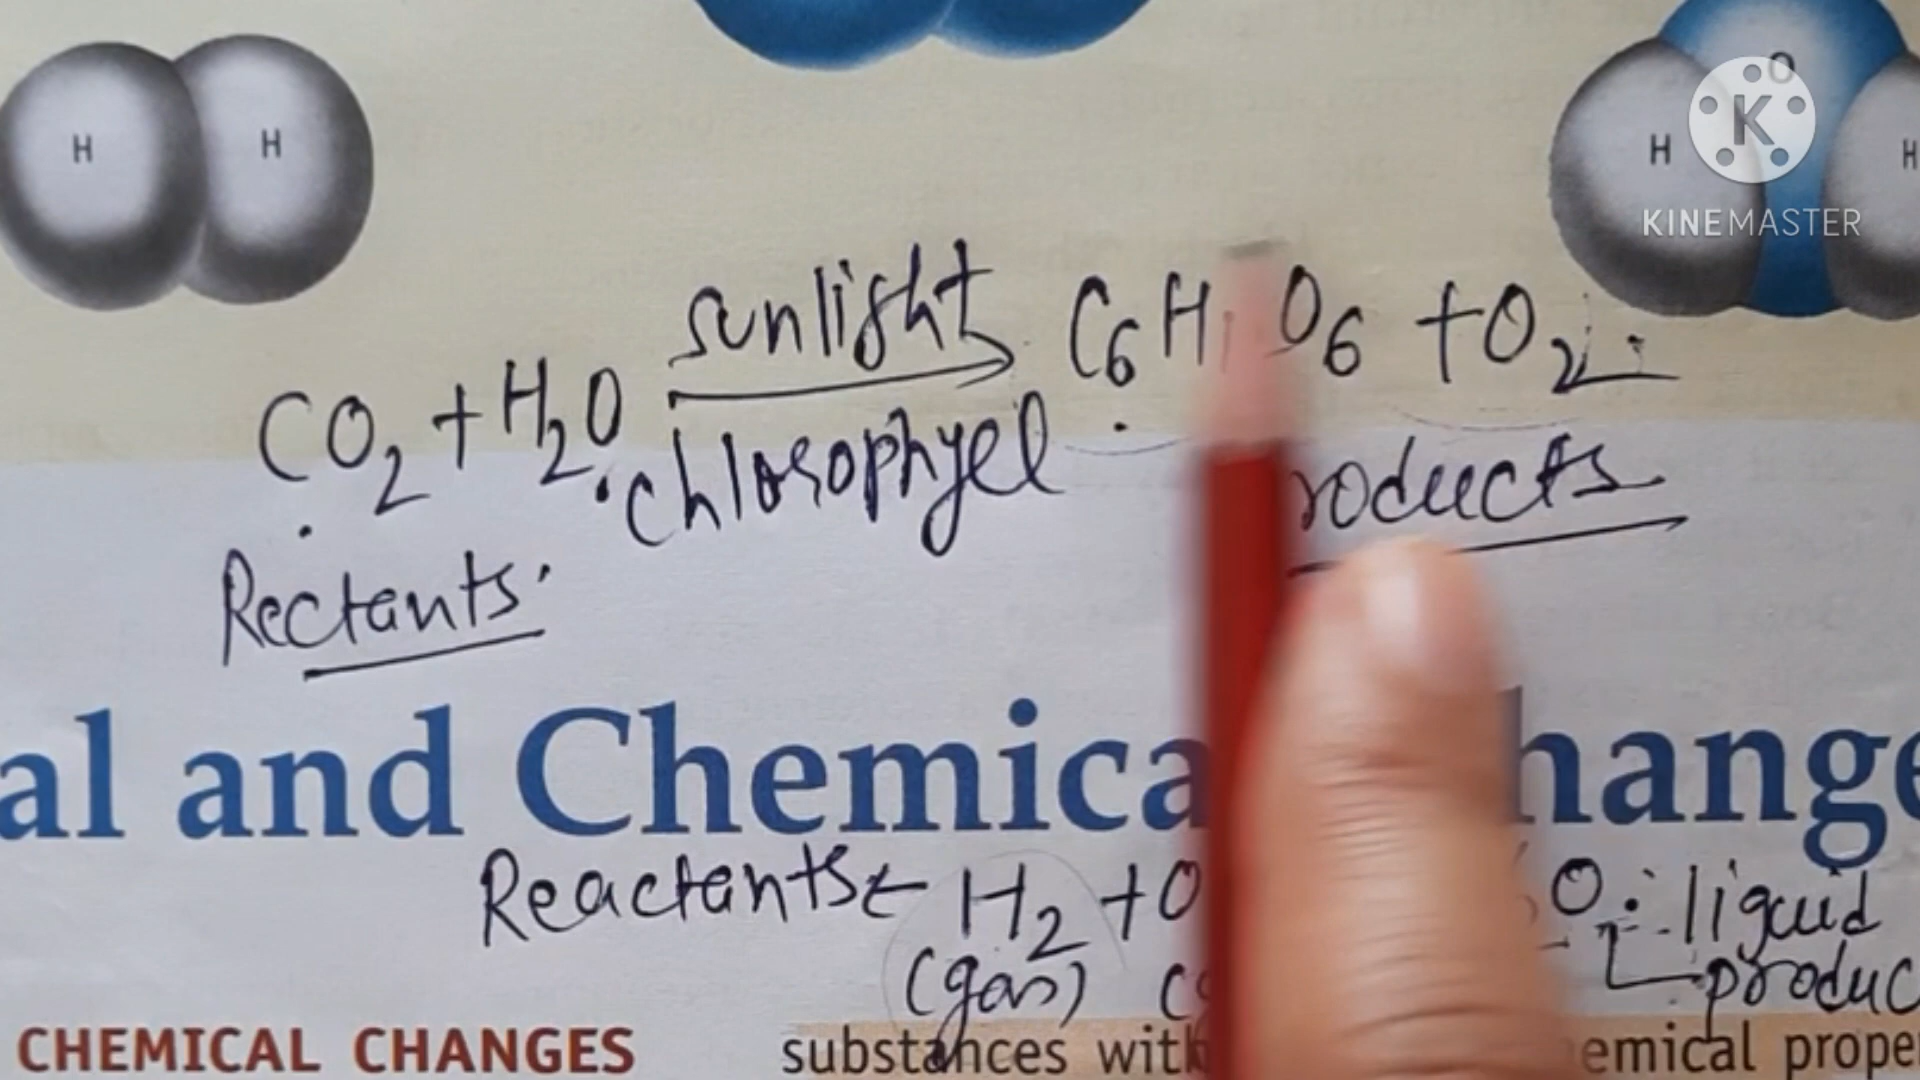 H H
O
H H
K
KINEMASTER
sunlight
CO2 + H2O → C6H O6 + O2
chlorophyll
Rectants
roducts
al and Chemica hange
Reactants ← H2 + O O : liquid
(gas) produc
CHEMICAL CHANGES substances with emical prope